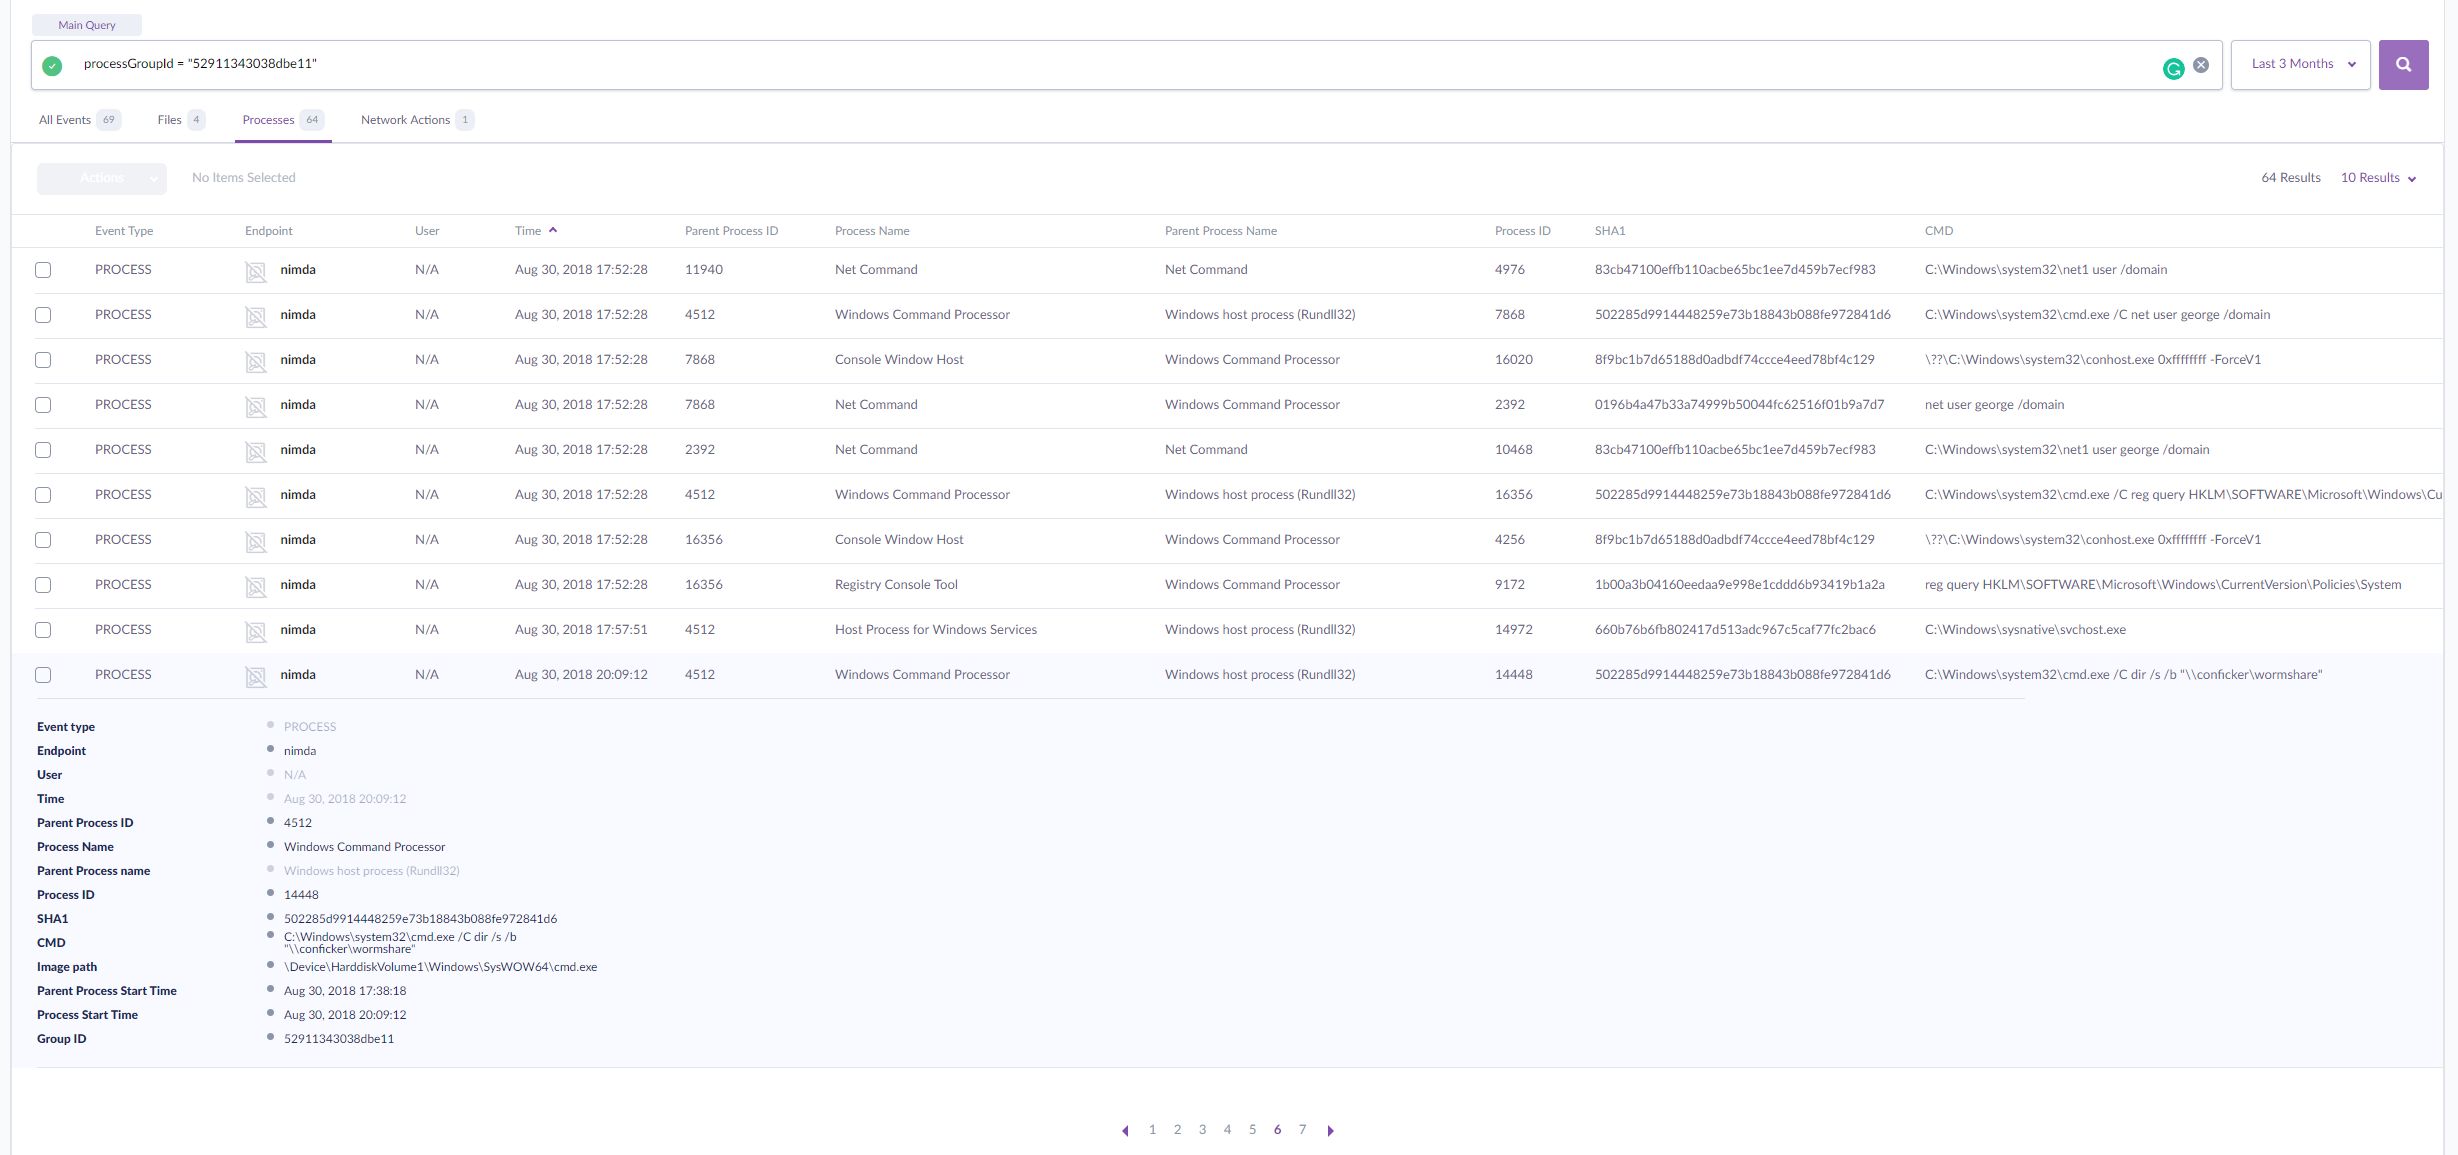 Main Query
processGroupId = "52911343038dbe11"
Last 3 Months
All Events 69 Files 4 Processes 64 Network Actions 1
Actions No Items Selected 64 Results 10 Results
Event Type Endpoint User Time Parent Process ID Process Name Parent Process Name Process ID SHA1 CMD
PROCESS nimda N/A Aug 30, 2018 17:52:28 11940 Net Command Net Command 4976 83cb47100effb110acbe65bc1ee7d459b7ecf983 C:\Windows\system32\net1 user /domain
PROCESS nimda N/A Aug 30, 2018 17:52:28 4512 Windows Command Processor Windows host process (Rundll32) 7868 502285d9914448259e73b18843b088fe972841d6 C:\Windows\system32\cmd.exe /C net user george /domain
PROCESS nimda N/A Aug 30, 2018 17:52:28 7868 Console Window Host Windows Command Processor 16020 8f9bc1b7d65188d0adbdf74ccce4eed78bf4c129 \??\C:\Windows\system32\conhost.exe 0xffffffff -ForceV1
PROCESS nimda N/A Aug 30, 2018 17:52:28 7868 Net Command Windows Command Processor 2392 0196b4a47b33a74999b50044fc62516f01b9a7d7 net user george /domain
PROCESS nimda N/A Aug 30, 2018 17:52:28 2392 Net Command Net Command 10468 83cb47100effb110acbe65bc1ee7d459b7ecf983 C:\Windows\system32\net1 user george /domain
PROCESS nimda N/A Aug 30, 2018 17:52:28 4512 Windows Command Processor Windows host process (Rundll32) 16356 502285d9914448259e73b18843b088fe972841d6 C:\Windows\system32\cmd.exe /C reg query HKLM\SOFTWARE\Microsoft\Windows\Cu
PROCESS nimda N/A Aug 30, 2018 17:52:28 16356 Console Window Host Windows Command Processor 4256 8f9bc1b7d65188d0adbdf74ccce4eed78bf4c129 \??\C:\Windows\system32\conhost.exe 0xffffffff -ForceV1
PROCESS nimda N/A Aug 30, 2018 17:52:28 16356 Registry Console Tool Windows Command Processor 9172 1b00a3b04160eedaa9e998e1cddd6b93419b1a2a reg query HKLM\SOFTWARE\Microsoft\Windows\CurrentVersion\Policies\System
PROCESS nimda N/A Aug 30, 2018 17:57:51 4512 Host Process for Windows Services Windows host process (Rundll32) 14972 660b76b6fb802417d513adc967c5caf77fc2bac6 C:\Windows\sysnative\svchost.exe
PROCESS nimda N/A Aug 30, 2018 20:09:12 4512 Windows Command Processor Windows host process (Rundll32) 14448 502285d9914448259e73b18843b088fe972841d6 C:\Windows\system32\cmd.exe /C dir /s /b "\\conficker\wormshare"
Event type PROCESS
Endpoint nimda
User N/A
Time Aug 30, 2018 20:09:12
Parent Process ID 4512
Process Name Windows Command Processor
Parent Process name Windows host process (Rundll32)
Process ID 14448
SHA1 502285d9914448259e73b18843b088fe972841d6
CMD C:\Windows\system32\cmd.exe /C dir /s /b
"\\conficker\wormshare"
Image path \Device\HarddiskVolume1\Windows\SysWOW64\cmd.exe
Parent Process Start Time Aug 30, 2018 17:38:18
Process Start Time Aug 30, 2018 20:09:12
Group ID 52911343038dbe11
1 2 3 4 5 6 7